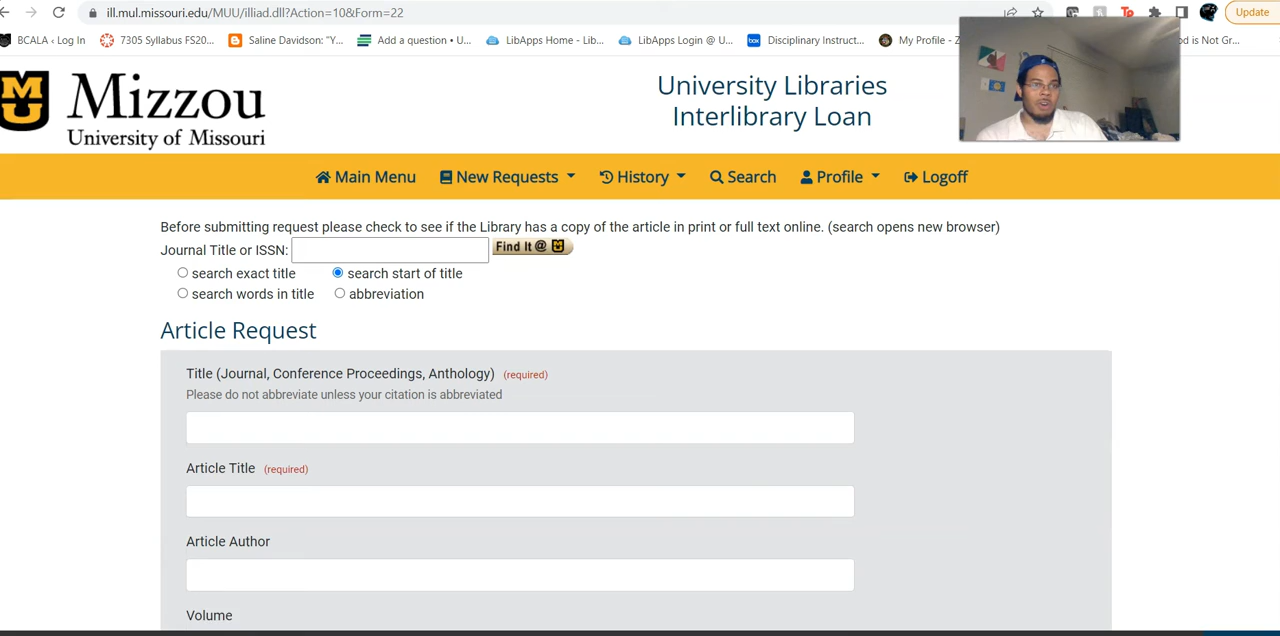 ill.mul.missouri.edu/MUU/illiad.dll?Action=10&Form=22
Update
BCALA ‹ Log In 7305 Syllabus FS20... Saline Davidson: "Y... Add a question • U... LibApps Home - Lib... LibApps Login @ U... Disciplinary Instruct... My Profile - Z od is Not Gr...
Mizzou
University of Missouri
University Libraries
Interlibrary Loan
Main Menu New Requests History Search Profile Logoff
Before submitting request please check to see if the Library has a copy of the article in print or full text online. (search opens new browser)
Journal Title or ISSN: Find It @
search exact title search start of title
search words in title abbreviation
Article Request
Title (Journal, Conference Proceedings, Anthology) (required)
Please do not abbreviate unless your citation is abbreviated
Article Title (required)
Article Author
Volume